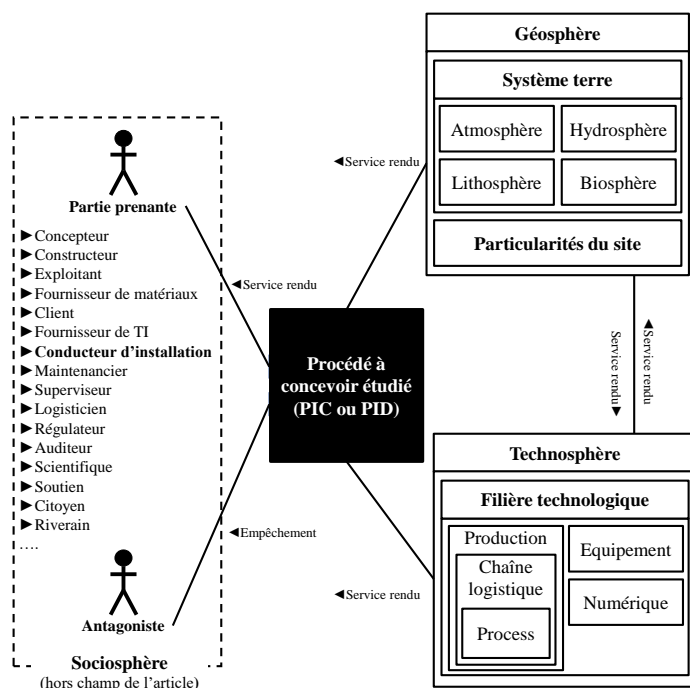 Géosphère
Système terre
Atmosphère
Hydrosphère
Lithosphère
Biosphère
Particularités du site
◄Service rendu
Partie prenante
►Concepteur
►Constructeur
►Exploitant
►Fournisseur de matériaux
►Client
►Fournisseur de TI
►Conducteur d'installation
►Maintenancier
►Superviseur
►Logisticien
►Régulateur
►Auditeur
►Scientifique
►Soutien
►Citoyen
►Riverain
….
◄Service rendu
Procédé à
concevoir étudié
(PIC ou PID)
Service rendu►
◄Service rendu
◄Empêchement
◄Service rendu
Antagoniste
Sociosphère
(hors champ de l'article)
Technosphère
Filière technologique
Production
Chaîne
logistique
Process
Equipement
Numérique